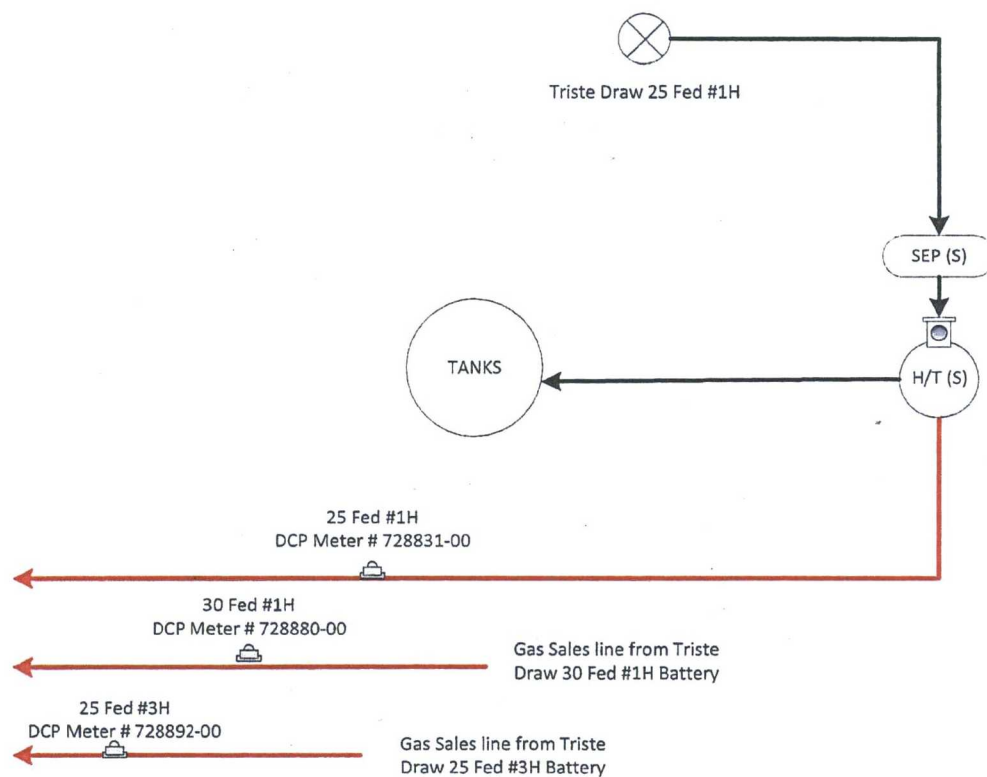 Triste Draw 25 Fed #1H
SEP (S)
TANKS
H/T (S)
25 Fed #1H
DCP Meter # 728831-00
30 Fed #1H
DCP Meter # 728880-00
Gas Sales line from Triste
Draw 30 Fed #1H Battery
25 Fed #3H
DCP Meter # 728892-00
Gas Sales line from Triste
Draw 25 Fed #3H Battery